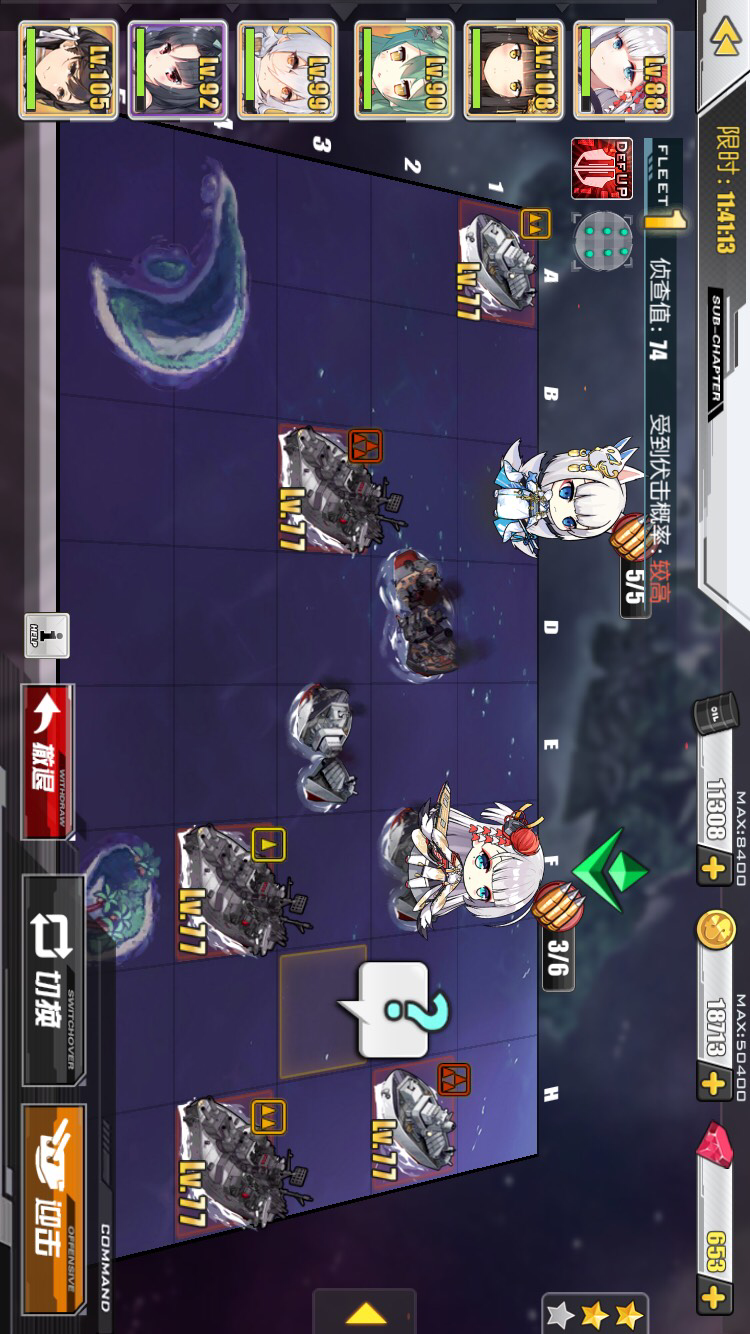 限时: 11:41:13
SUB-CHAPTER
OIL
MAX:8400
11308
MAX:50400
18713
653
FLEET 1
侦查值: 74
受到伏击概率: 较高
DEF UP
Lv.88
Lv.108
Lv.90
Lv.99
Lv.92
Lv.105
5/5
3/6
A
B
D
E
F
H
1
2
3
4
Lv.77
Lv.77
Lv.77
Lv.77
Lv.77
?
i
HELP
撤退
WITHDRAW
切换
SWITCHOVER
迎击
OFFENSIVE
COMMAND